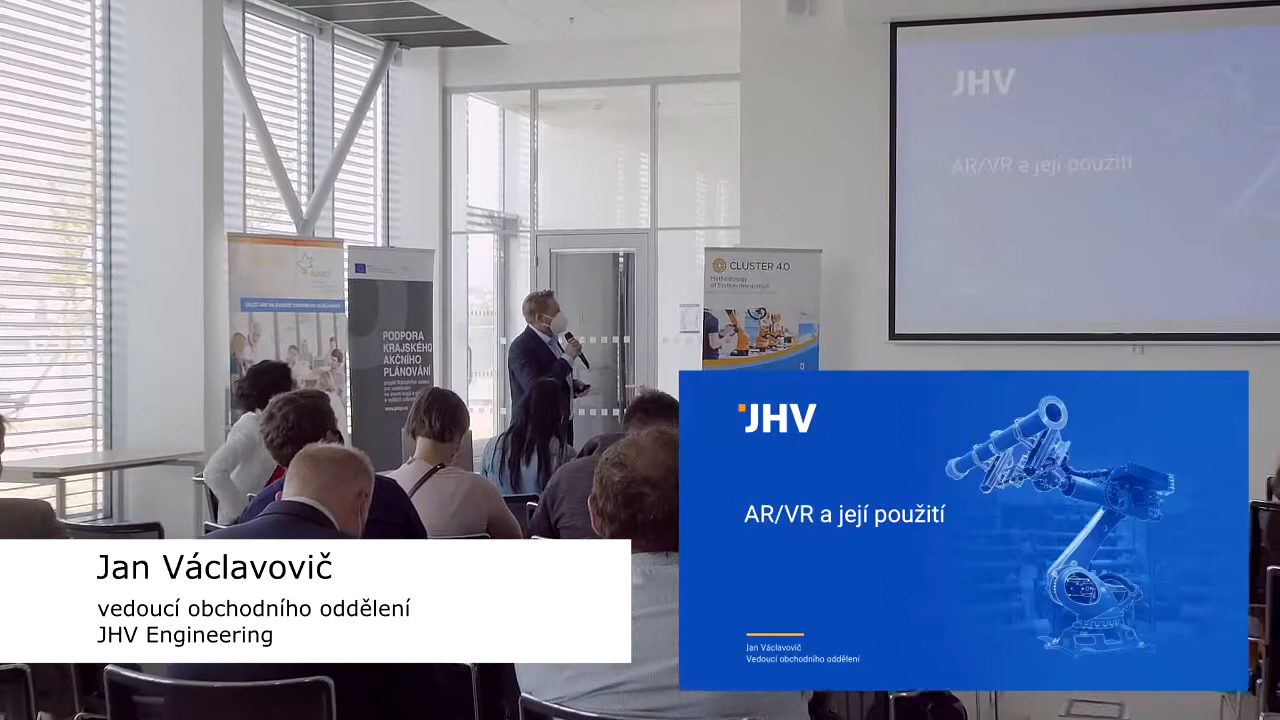 JHV
AR/VR a její použití
CLUSTER 4.0
Methodology
of System Integration
PODPORA
KRAJSKÉHO
AKČNÍHO
PLÁNOVÁNÍ
JHV
AR/VR a její použití
Jan Václavovič
Vedoucí obchodního oddělení
Jan Václavovič
vedoucí obchodního oddělení
JHV Engineering